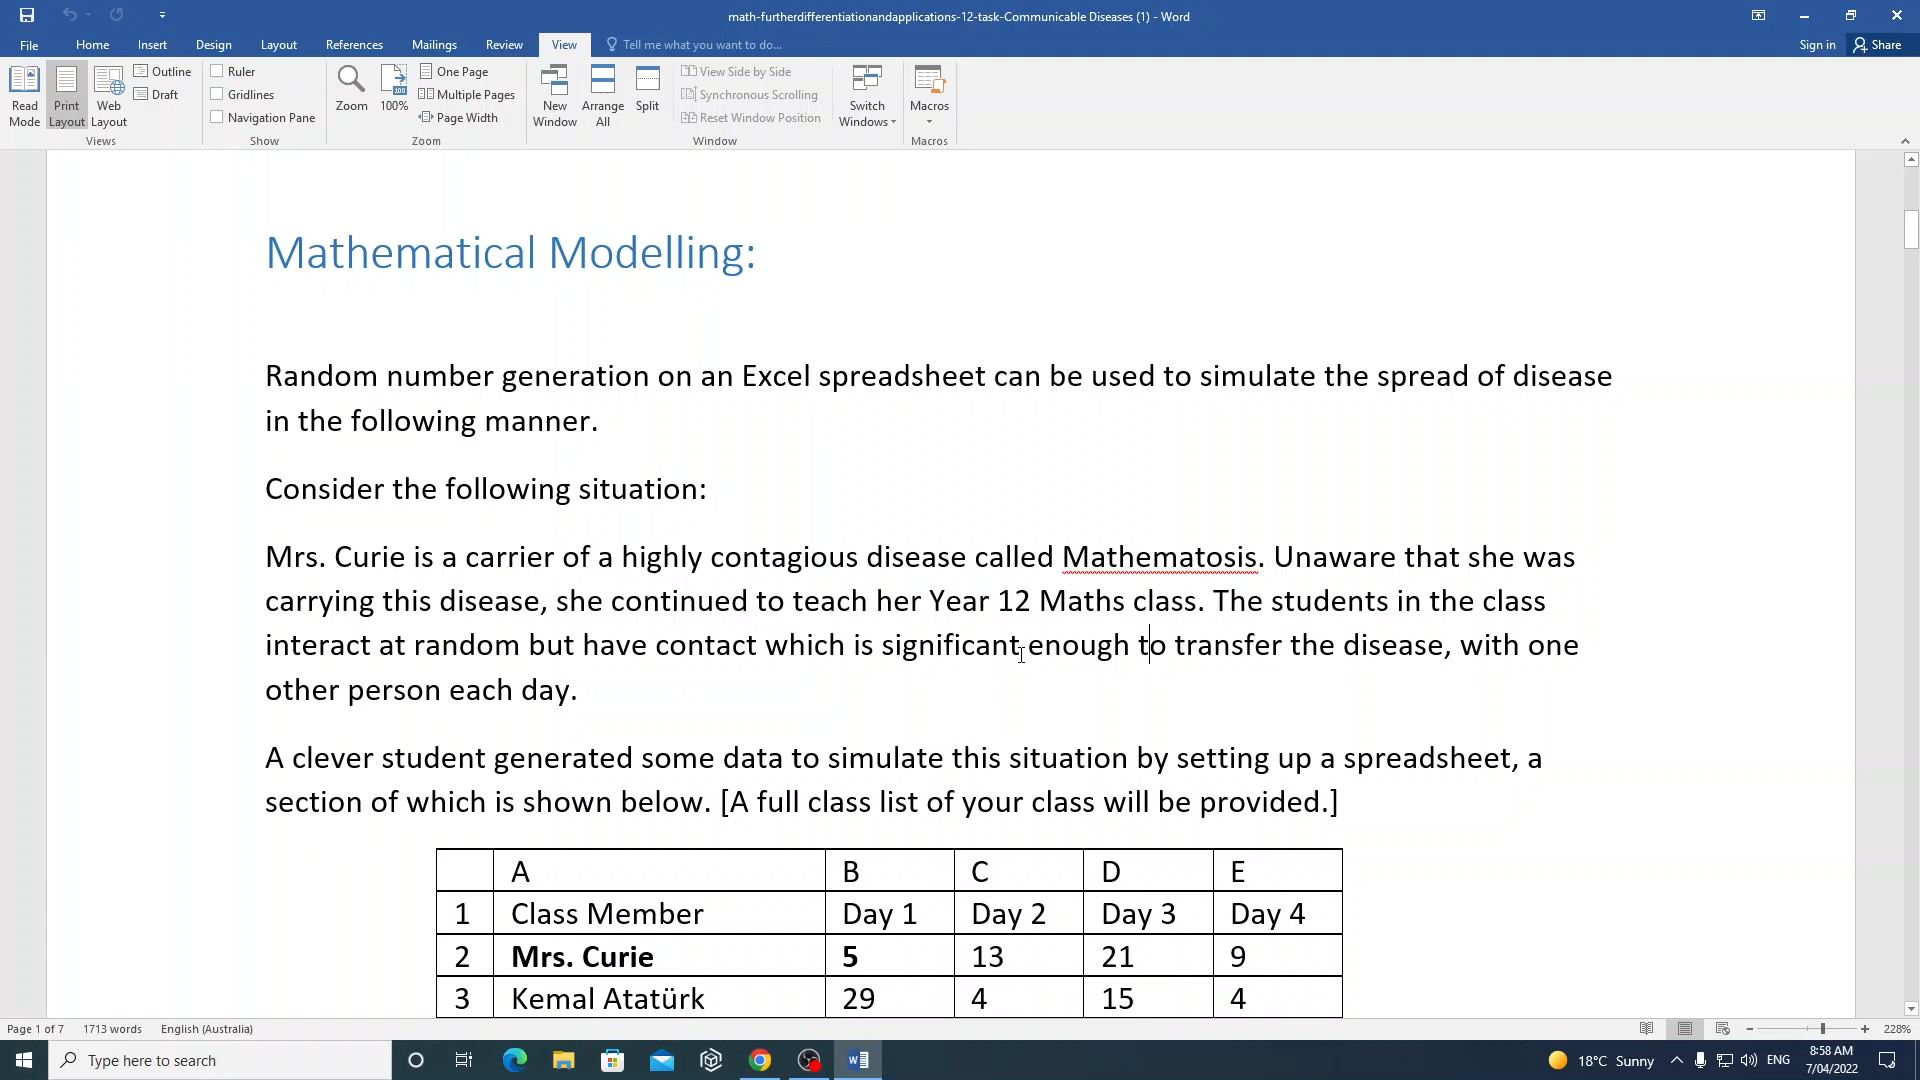 math-furtherdifferentiationandapplications-12-task-Communicable Diseases (1) - Word
File Home Insert Design Layout References Mailings Review View Tell me what you want to do... Sign in Share
Read Mode
Print Layout
Web Layout
Outline
Draft
Views
Ruler
Gridlines
Navigation Pane
Show
Zoom
100%
One Page
Multiple Pages
Page Width
Zoom
New Window
Arrange All
Split
View Side by Side
Synchronous Scrolling
Reset Window Position
Window
Switch Windows
Macros
Macros
Mathematical Modelling:
Random number generation on an Excel spreadsheet can be used to simulate the spread of disease
in the following manner.
Consider the following situation:
Mrs. Curie is a carrier of a highly contagious disease called Mathematosis. Unaware that she was
carrying this disease, she continued to teach her Year 12 Maths class. The students in the class
interact at random but have contact which is significant enough to transfer the disease, with one
other person each day.
A clever student generated some data to simulate this situation by setting up a spreadsheet, a
section of which is shown below. [A full class list of your class will be provided.]
A B C D E
1 Class Member Day 1 Day 2 Day 3 Day 4
2 Mrs. Curie 5 13 21 9
3 Kemal Atatürk 29 4 15 4
Page 1 of 7 1713 words English (Australia) 228%
Type here to search 18°C Sunny ENG 8:58 AM
7/04/2022